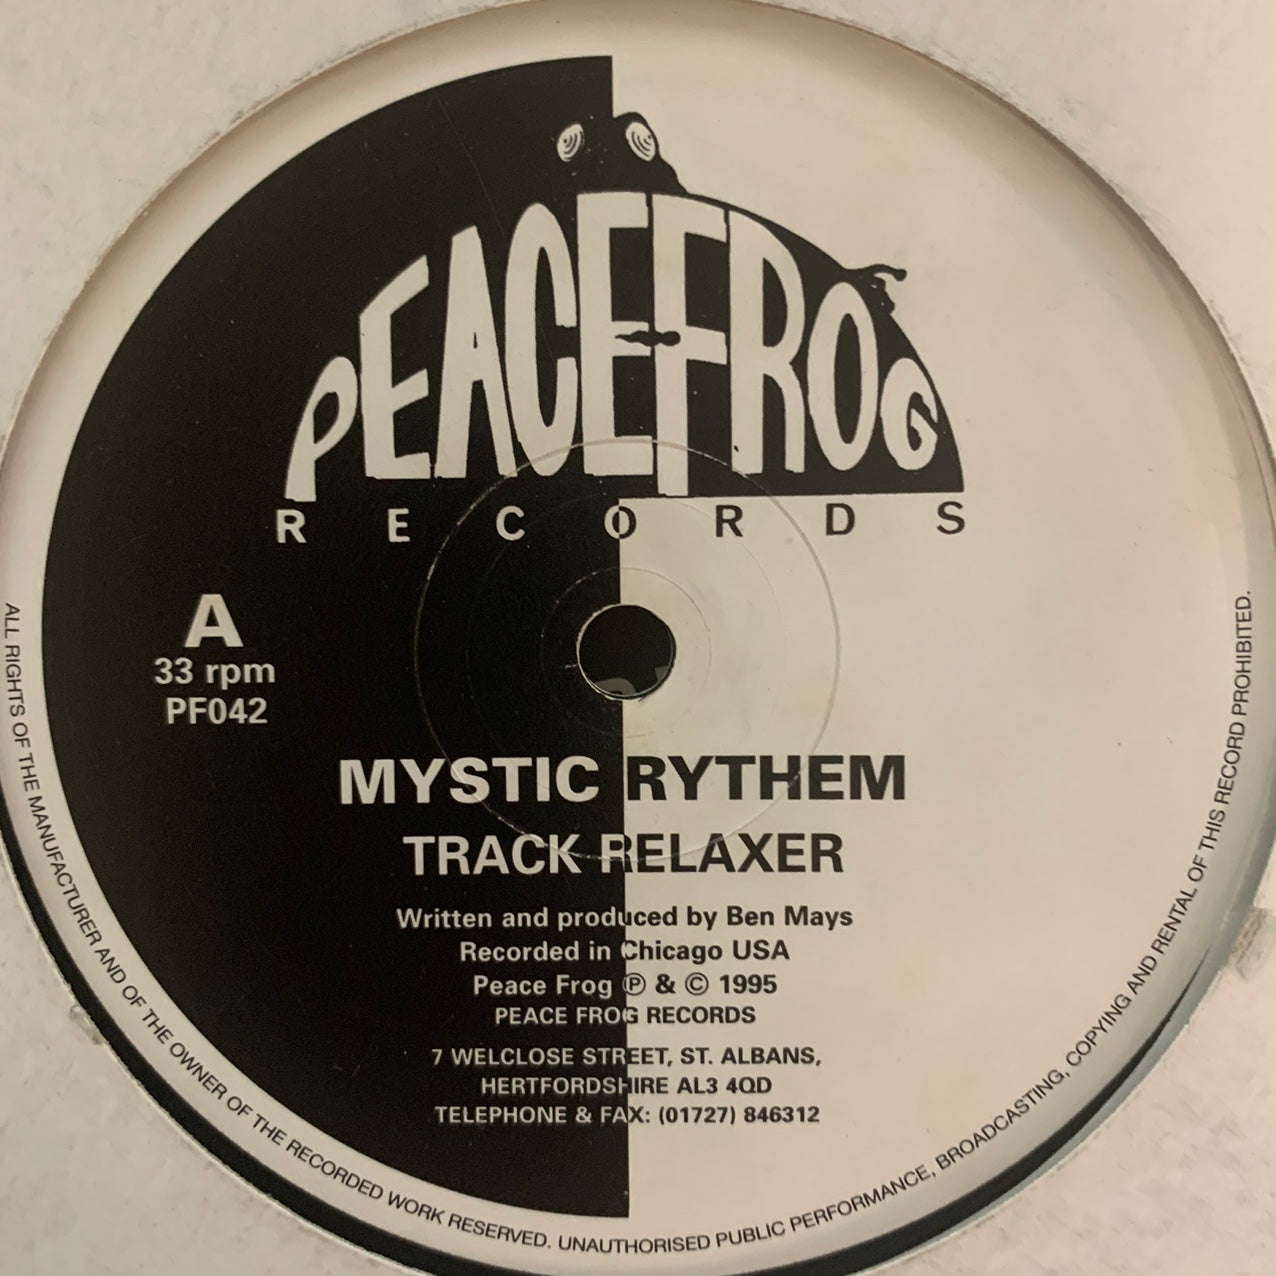 PEACEFROG
RECORDS
A
33 rpm
PF042
MYSTIC RYTHEM
TRACK RELAXER
Written and produced by Ben Mays
Recorded in Chicago USA
Peace Frog Ⓟ & © 1995
PEACE FROG RECORDS
7 WELCLOSE STREET, ST. ALBANS,
HERTFORDSHIRE AL3 4QD
TELEPHONE & FAX: (01727) 846312
ALL RIGHTS OF THE MANUFACTURER AND OF THE OWNER OF THE RECORDED WORK RESERVED. UNAUTHORISED PUBLIC PERFORMANCE, BROADCASTING, COPYING AND RENTAL OF THIS RECORD PROHIBITED.